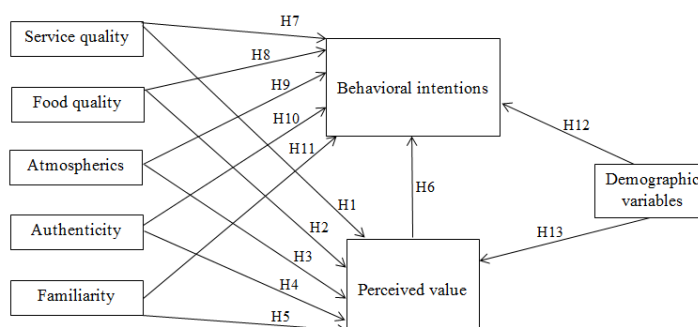 Service quality
Food quality
Atmospherics
Authenticity
Familiarity
H7
H8
H9
H10
H11
H1
H2
H3
H4
H5
Behavioral intentions
H6
Perceived value
H12
H13
Demographic
variables